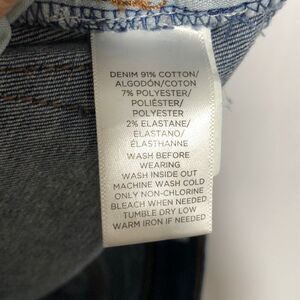 DENIM 91% COTTON/
ALGODÓN/COTON
7% POLYESTER/
POLIÉSTER/
POLYESTER
2% ELASTANE/
ELASTANO/
ÉLASTHANNE
WASH BEFORE
WEARING
WASH INSIDE OUT
MACHINE WASH COLD
ONLY NON-CHLORINE
BLEACH WHEN NEEDED
TUMBLE DRY LOW
WARM IRON IF NEEDED